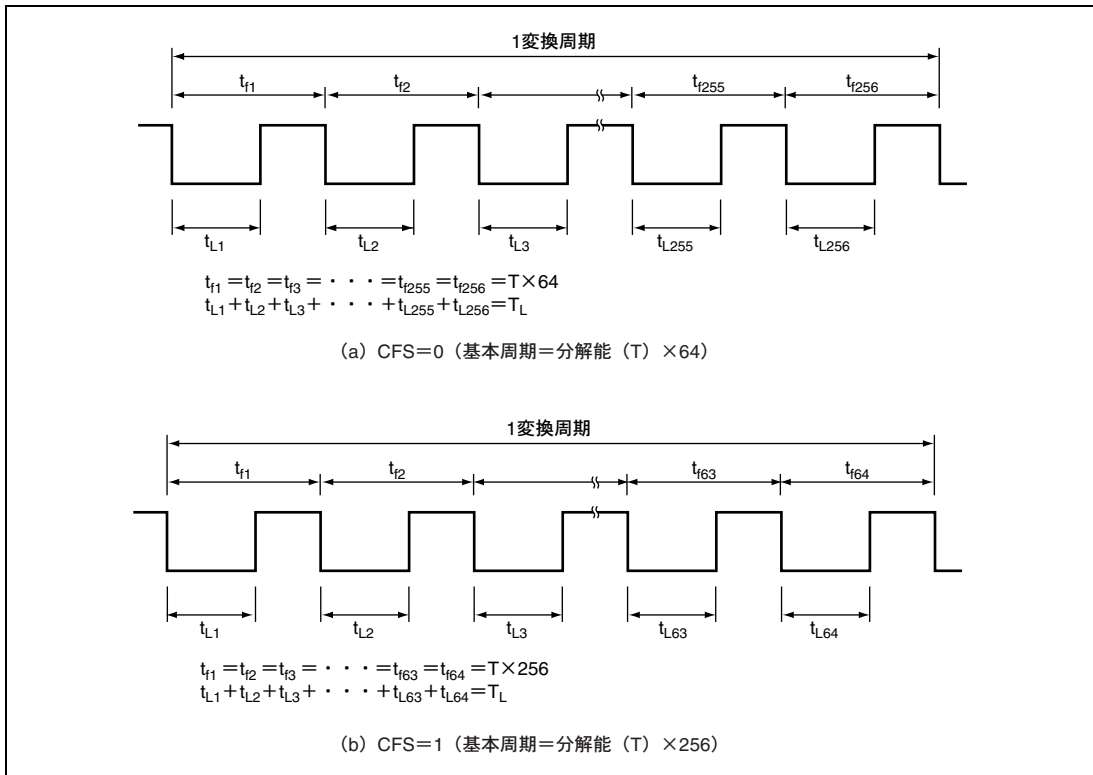 1変換周期
tf1 tf2 tf255 tf256
tL1 tL2 tL3 tL255 tL256
tf1=tf2=tf3=・・・=tf255=tf256=T×64
tL1+tL2+tL3+・・・+tL255+tL256=TL
(a) CFS=0(基本周期=分解能(T)×64)
1変換周期
tf1 tf2 tf63 tf64
tL1 tL2 tL3 tL63 tL64
tf1=tf2=tf3=・・・=tf63=tf64=T×256
tL1+tL2+tL3+・・・+tL63+tL64=TL
(b) CFS=1(基本周期=分解能(T)×256)